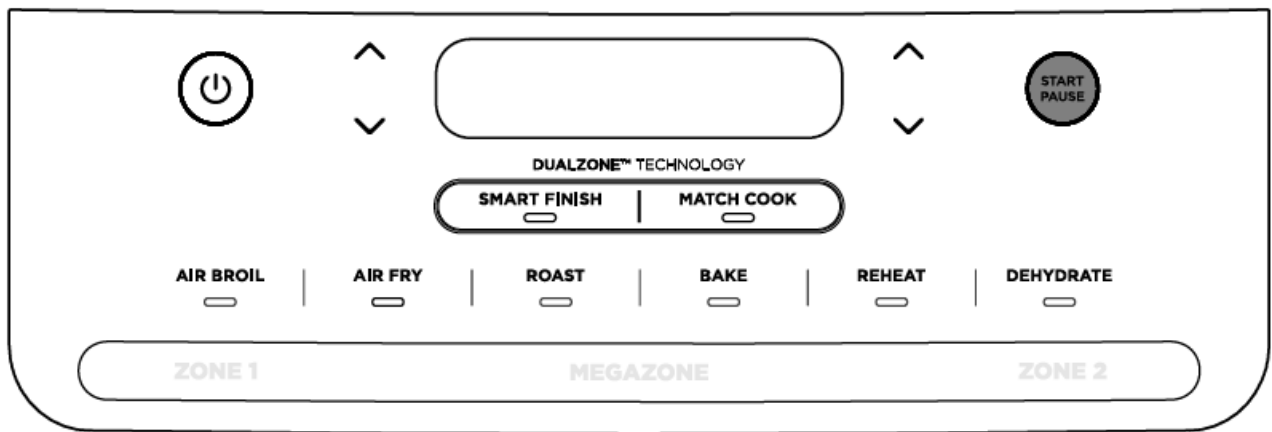 START
PAUSE
DUALZONE™ TECHNOLOGY
SMART FINISH
MATCH COOK
AIR BROIL
AIR FRY
ROAST
BAKE
REHEAT
DEHYDRATE
ZONE 1
MEGAZONE
ZONE 2